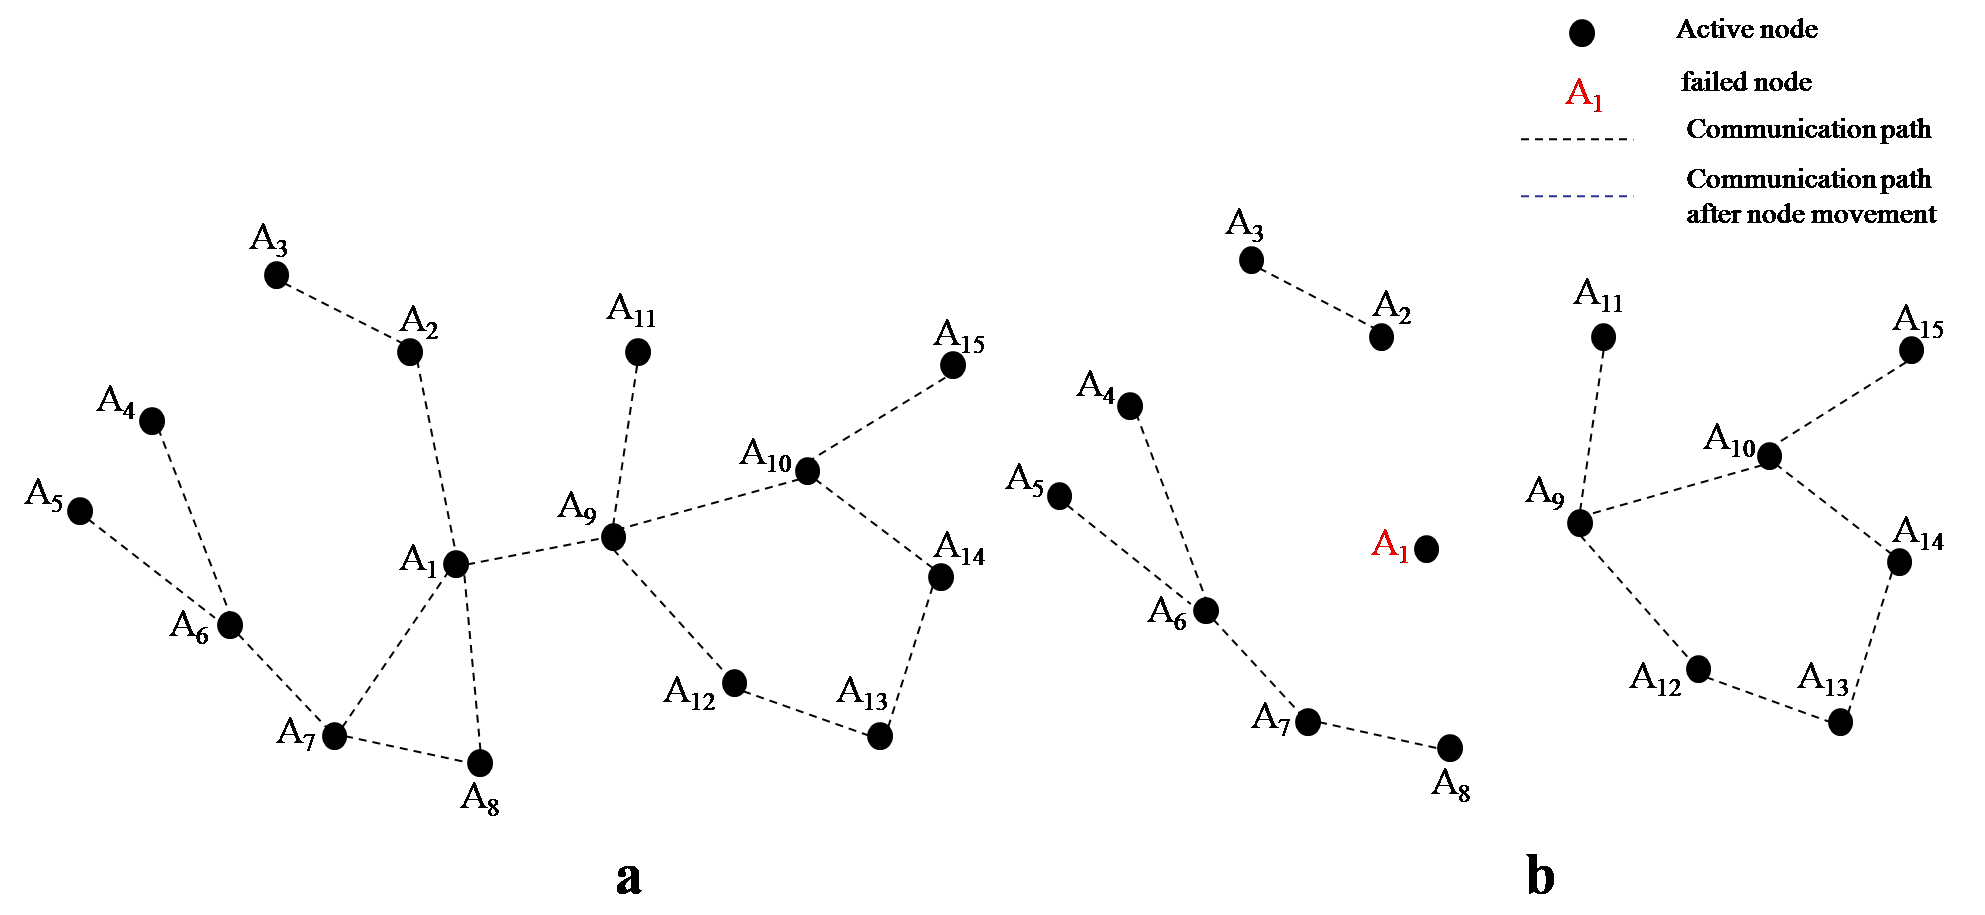 Active node
A1
failed node
Communication path
Communication path
after node movement
A3
A2
A11
A15
A4
A10
A5
A9
A14
A1
A6
A12
A13
A7
A8
a
A3
A2
A11
A15
A4
A10
A5
A9
A14
A1
A6
A12
A13
A7
A8
b